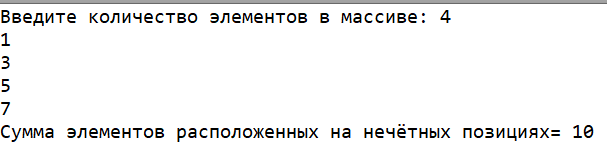 Введите количество элементов в массиве: 4
1
3
5
7
Сумма элементов расположенных на нечётных позициях= 10